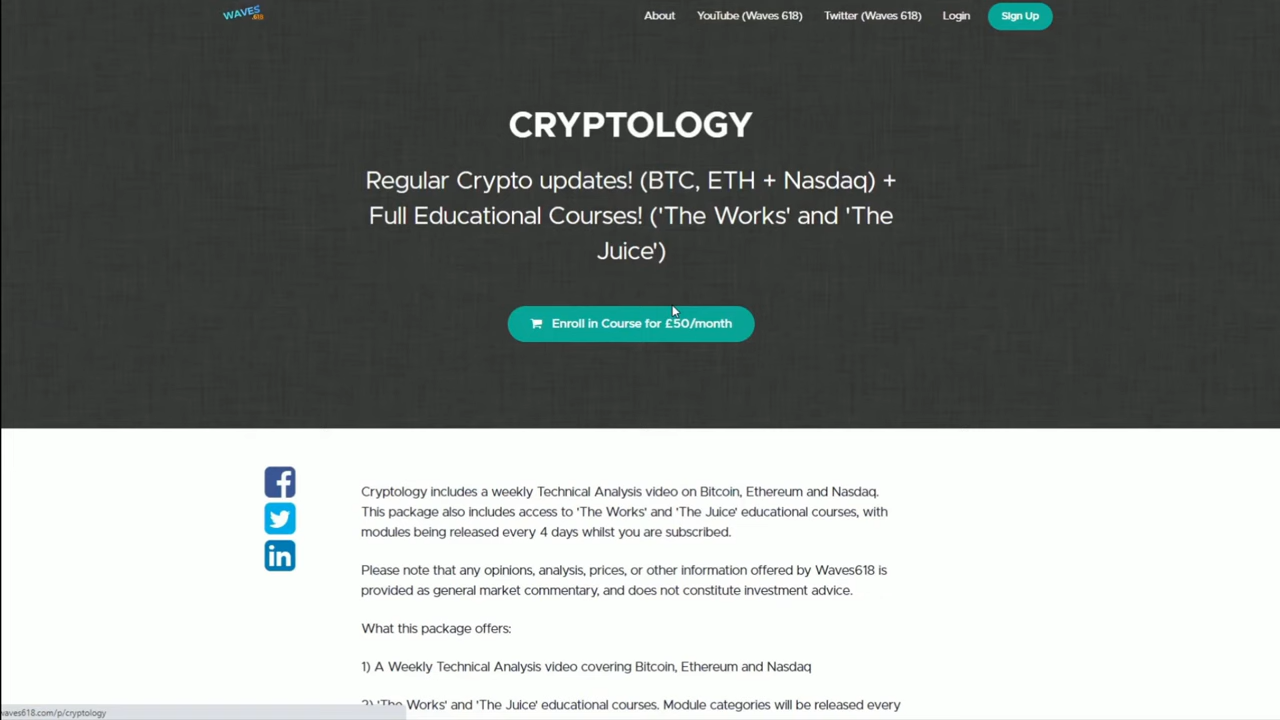 WAVES.618
About
YouTube (Waves 618)
Twitter (Waves 618)
Login
Sign Up
CRYPTOLOGY
Regular Crypto updates! (BTC, ETH + Nasdaq) +
Full Educational Courses! ('The Works' and 'The
Juice')
Enroll in Course for £50/month
Cryptology includes a weekly Technical Analysis video on Bitcoin, Ethereum and Nasdaq.
This package also includes access to 'The Works' and 'The Juice' educational courses, with
modules being released every 4 days whilst you are subscribed.
Please note that any opinions, analysis, prices, or other information offered by Waves618 is
provided as general market commentary, and does not constitute investment advice.
What this package offers:
1) A Weekly Technical Analysis video covering Bitcoin, Ethereum and Nasdaq
2) 'The Works' and 'The Juice' educational courses. Module categories will be released every
waves618.com/p/cryptology